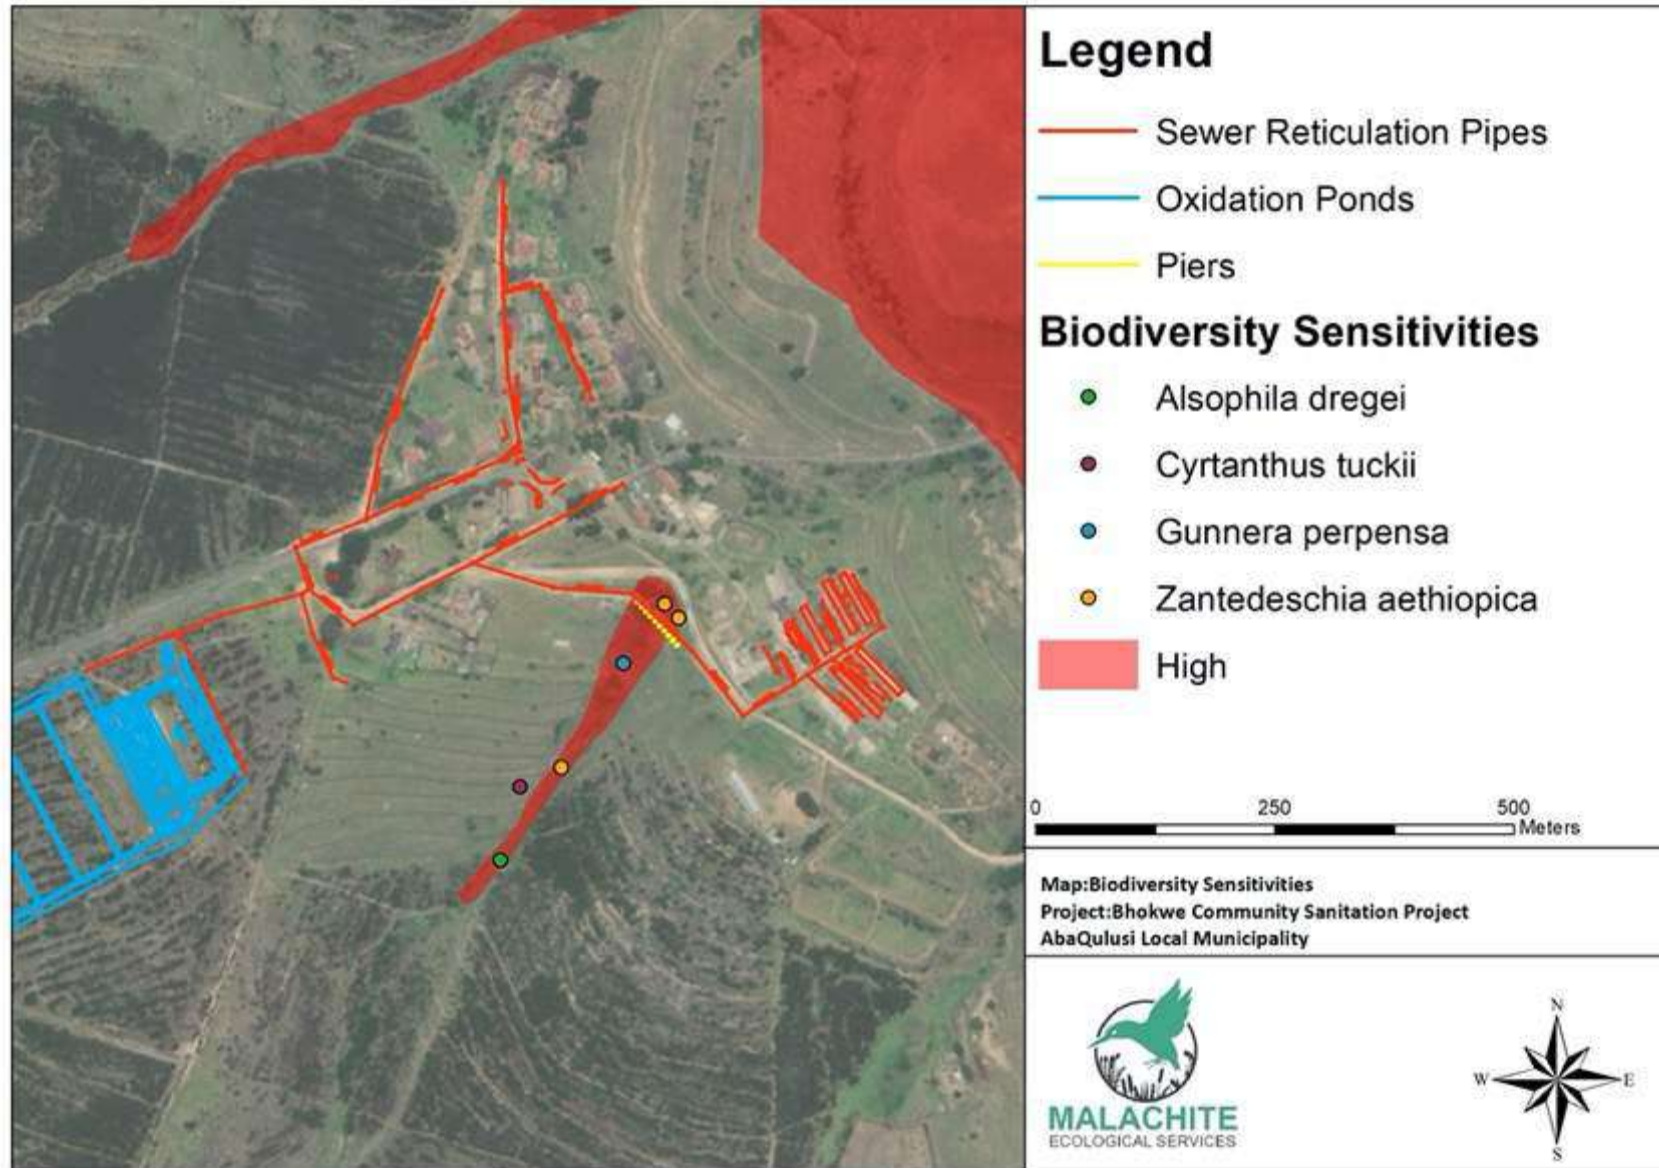 Legend
Sewer Reticulation Pipes
Oxidation Ponds
Piers
Biodiversity Sensitivities
Alsophila dregei
Cyrtanthus tuckii
Gunnera perpensa
Zantedeschia aethiopica
High
0 250 500
Meters
Map:Biodiversity Sensitivities
Project:Bhokwe Community Sanitation Project
AbaQulusi Local Municipality
MALACHITE
ECOLOGICAL SERVICES
N
W E
S